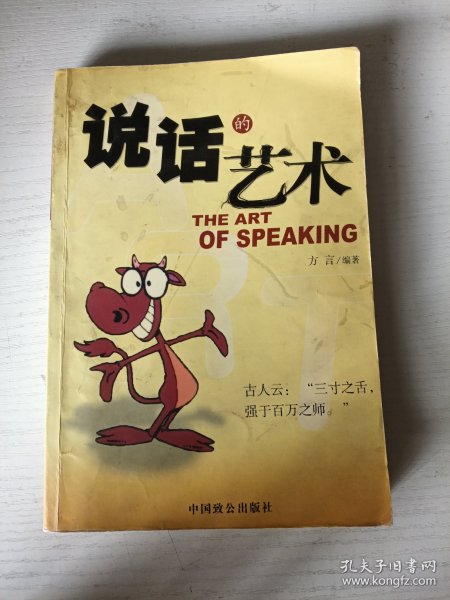 说话的
艺术
THE ART
OF SPEAKING
方言/编著
古人云：“三寸之舌，
强于百万之师。”
中国致公出版社
孔夫子旧书网
www.kongfz.com